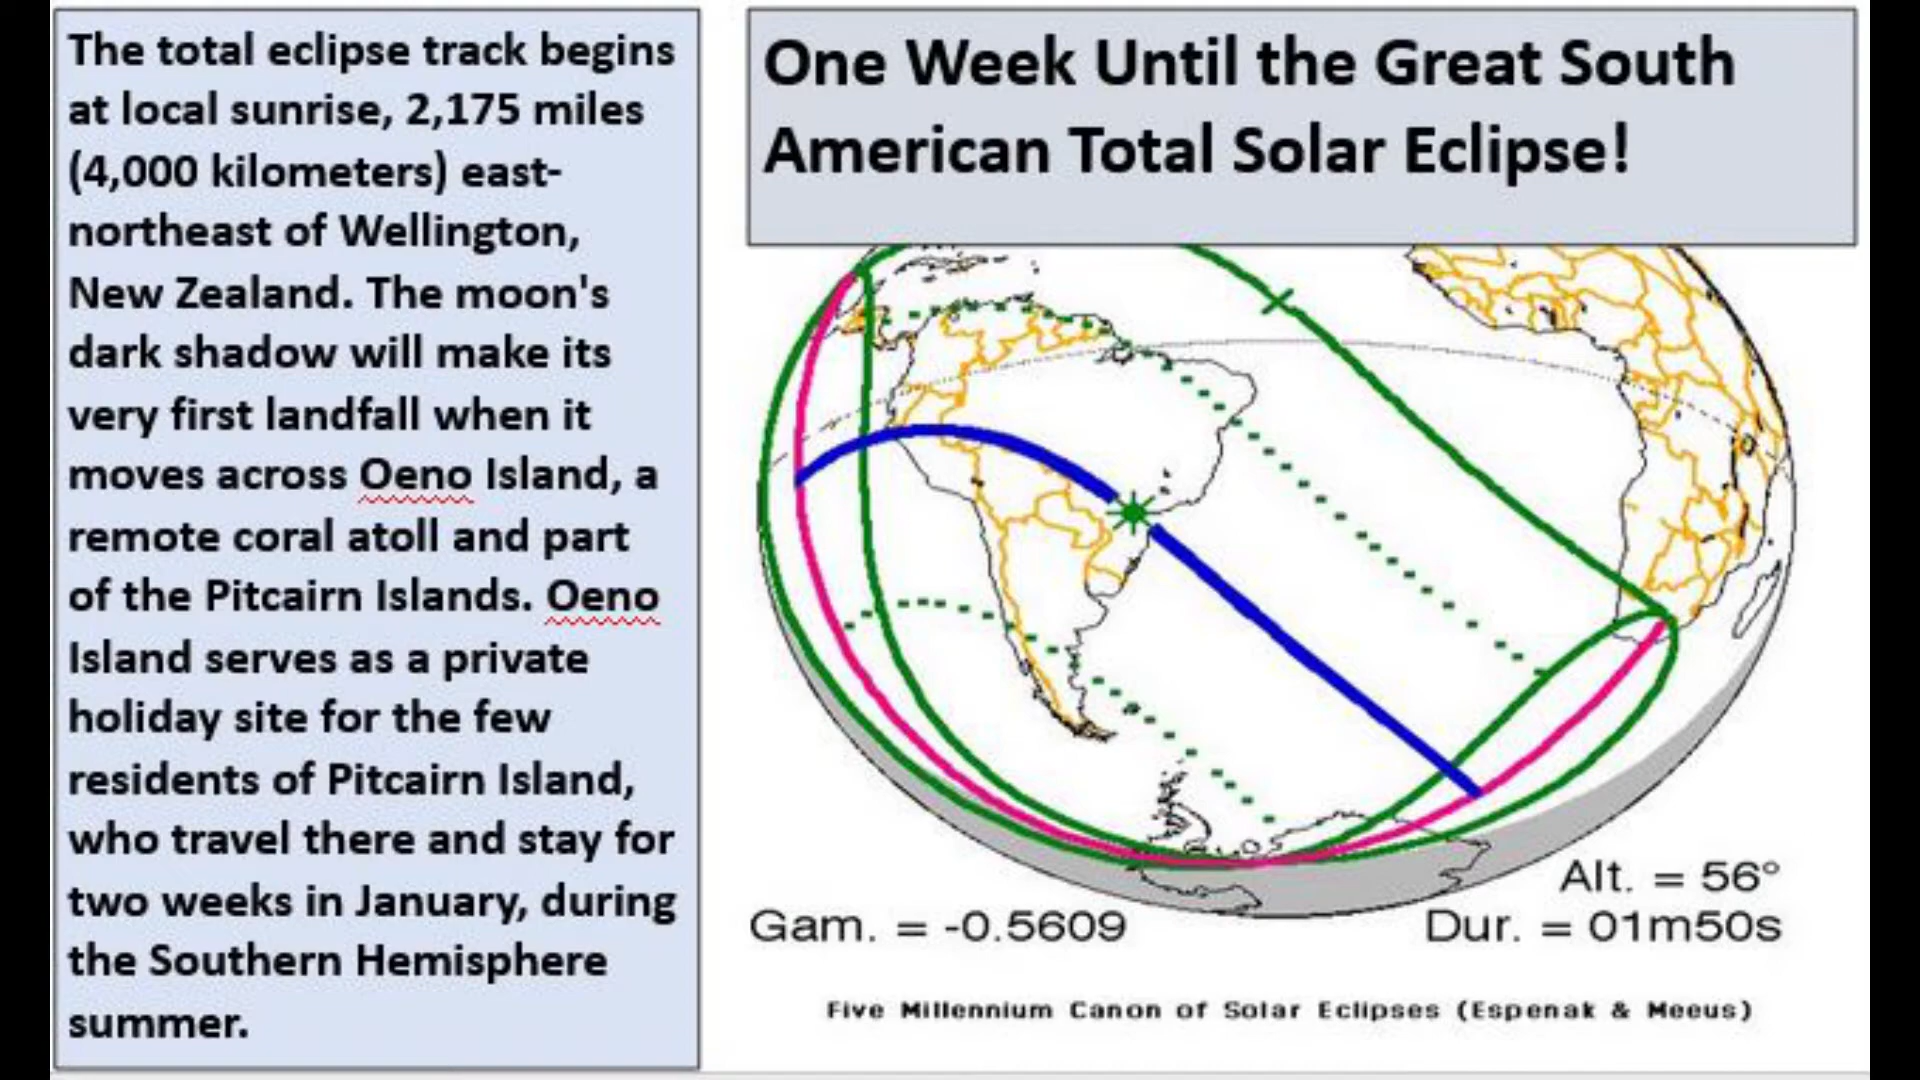 The total eclipse track begins
at local sunrise, 2,175 miles
(4,000 kilometers) east-
northeast of Wellington,
New Zealand. The moon's
dark shadow will make its
very first landfall when it
moves across Oeno Island, a
remote coral atoll and part
of the Pitcairn Islands. Oeno
Island serves as a private
holiday site for the few
residents of Pitcairn Island,
who travel there and stay for
two weeks in January, during
the Southern Hemisphere
summer.
One Week Until the Great South
American Total Solar Eclipse!
Alt. = 56°
Gam. = -0.5609
Dur. = 01m50s
Five Millennium Canon of Solar Eclipses (Espenak & Meeus)